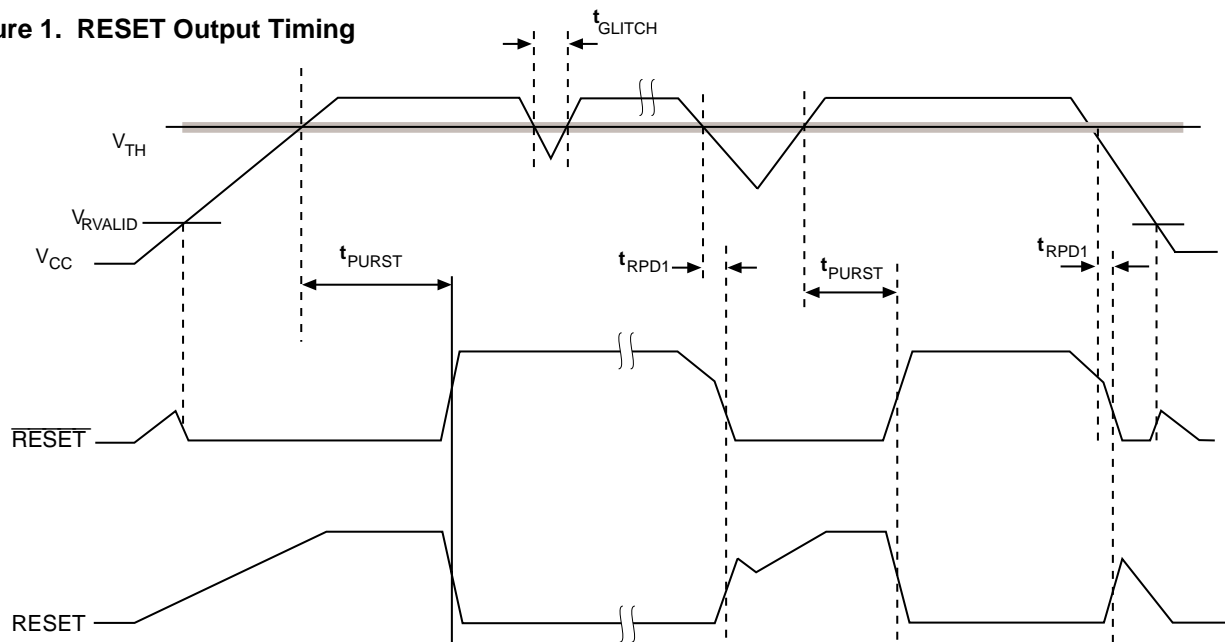 ure 1. RESET Output Timing
tGLITCH
VTH
VRVALID
VCC
tPURST
tRPD1
tPURST
tRPD1
RESET
RESET